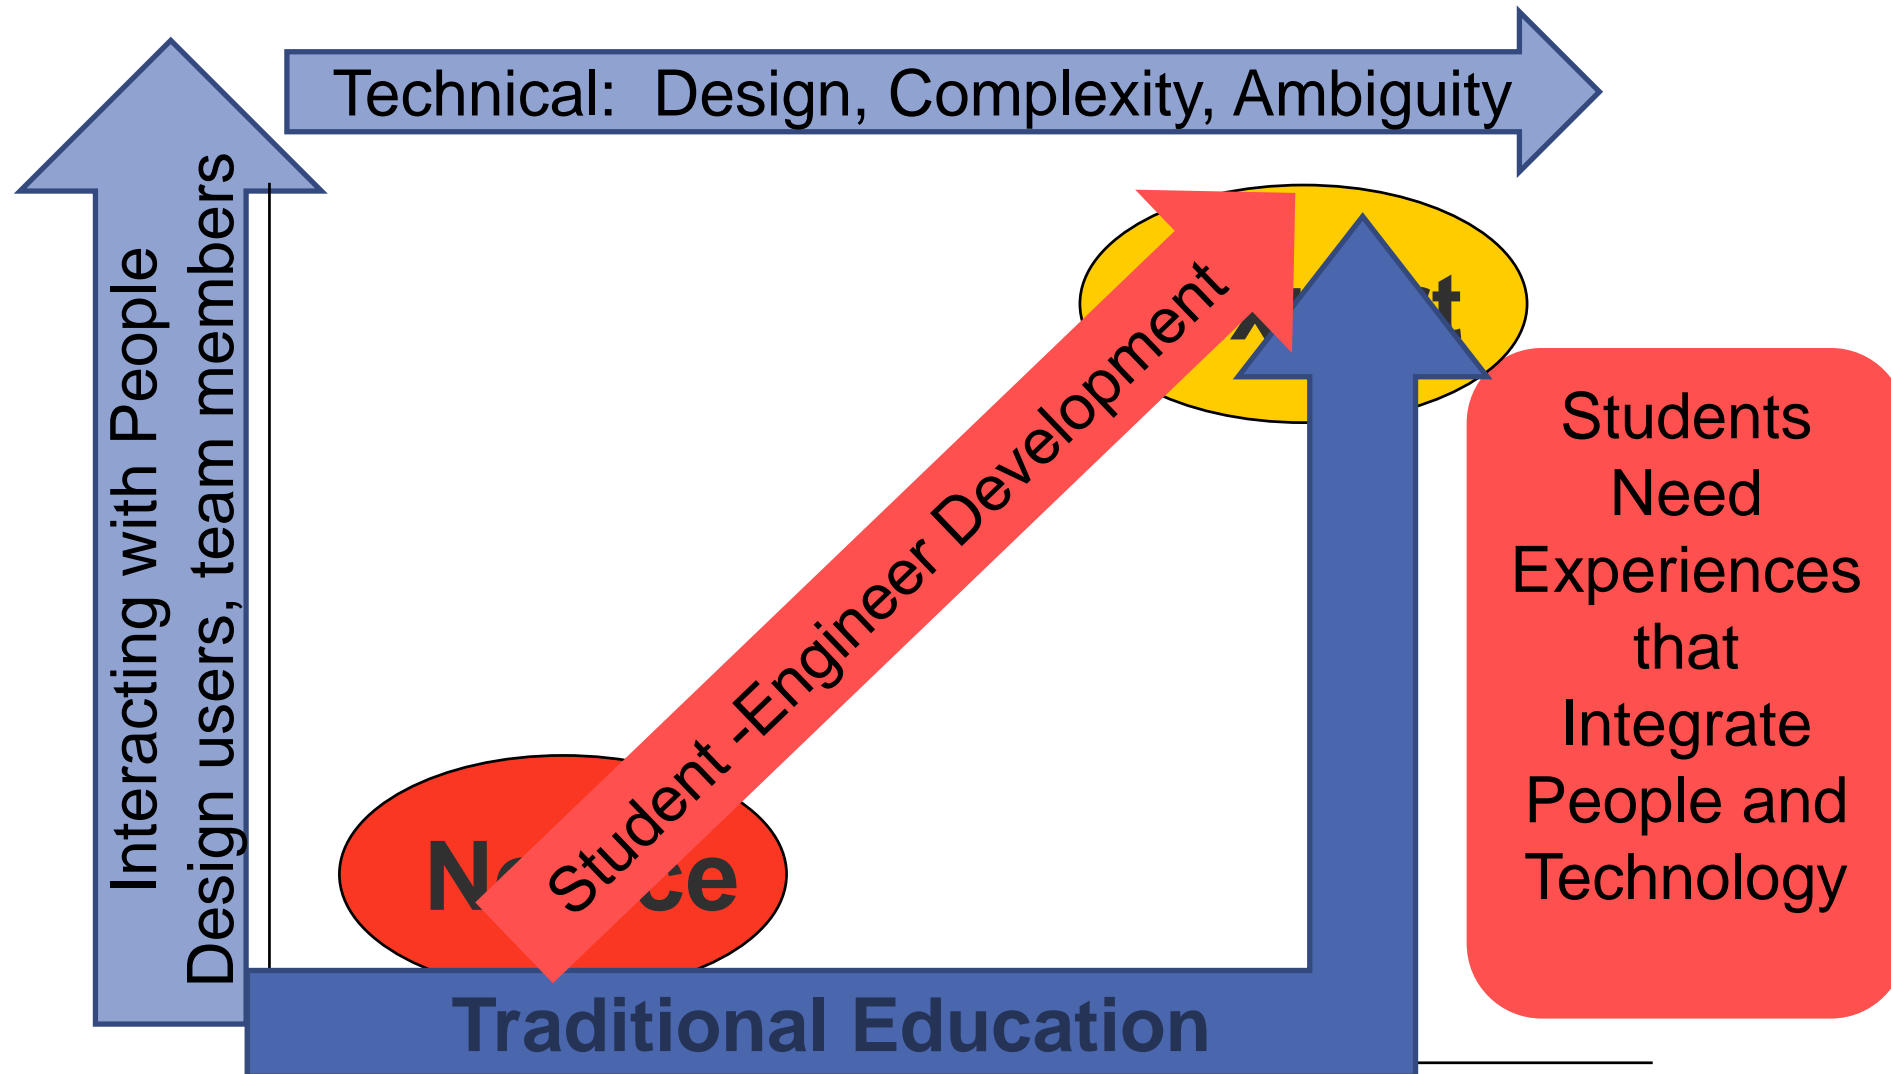 Technical:  Design, Complexity, Ambiguity
Interacting with People
Design users, team members
Student -Engineer Development
Students
Need
Experiences
that
Integrate
People and
Technology
Traditional Education